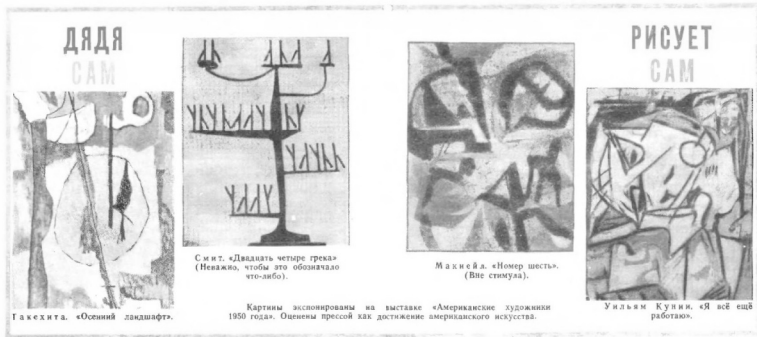 ДЯДЯ
САМ
РИСУЕТ
САМ
Такехита. «Осенний ландшафт».
Смит. «Двадцать четыре грека»
(Неважно, чтобы это обозначало
что-либо).
Махнейл. «Номер шесть».
(Вне стимула).
Уильям Купин. «Я всё ещё
работаю».
Картины экспонированы на выставке «Американские художники
1950 года». Оценены прессой как достижение американского искусства.